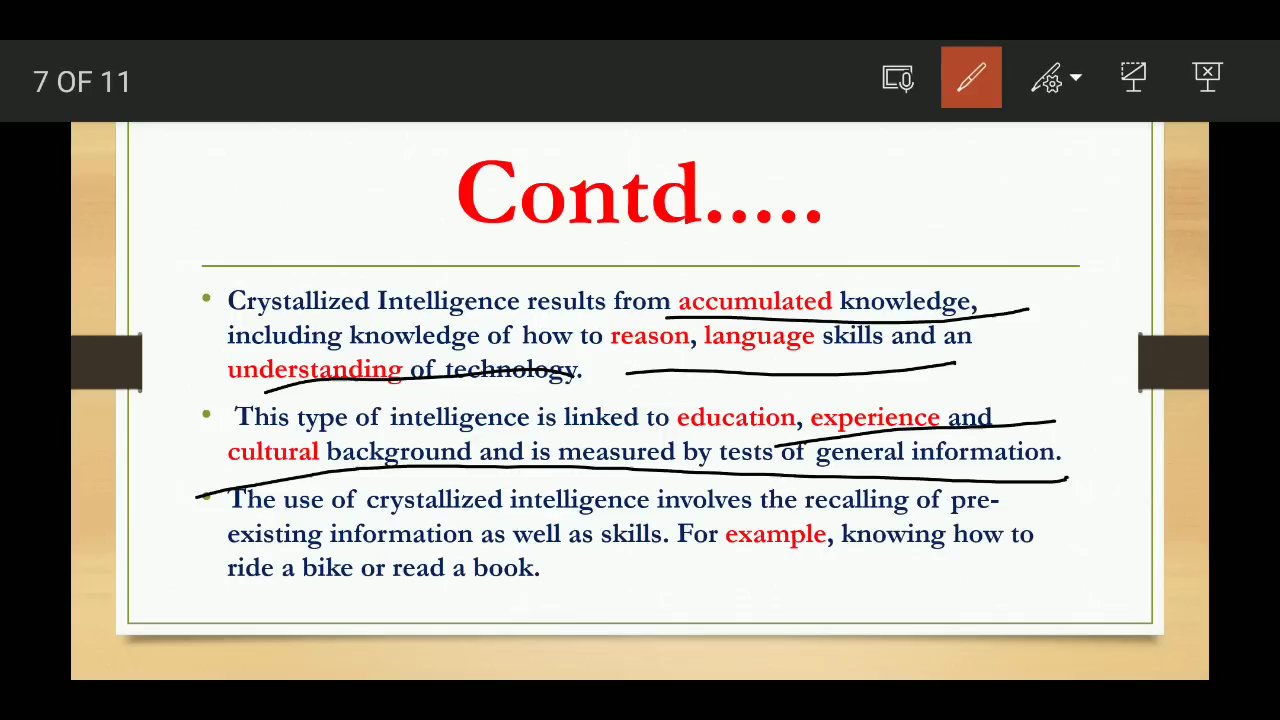 7 OF 11
Contd.....
• Crystallized Intelligence results from accumulated knowledge,
including knowledge of how to reason, language skills and an
understanding of technology.
• This type of intelligence is linked to education, experience and
cultural background and is measured by tests of general information.
• The use of crystallized intelligence involves the recalling of pre-
existing information as well as skills. For example, knowing how to
ride a bike or read a book.